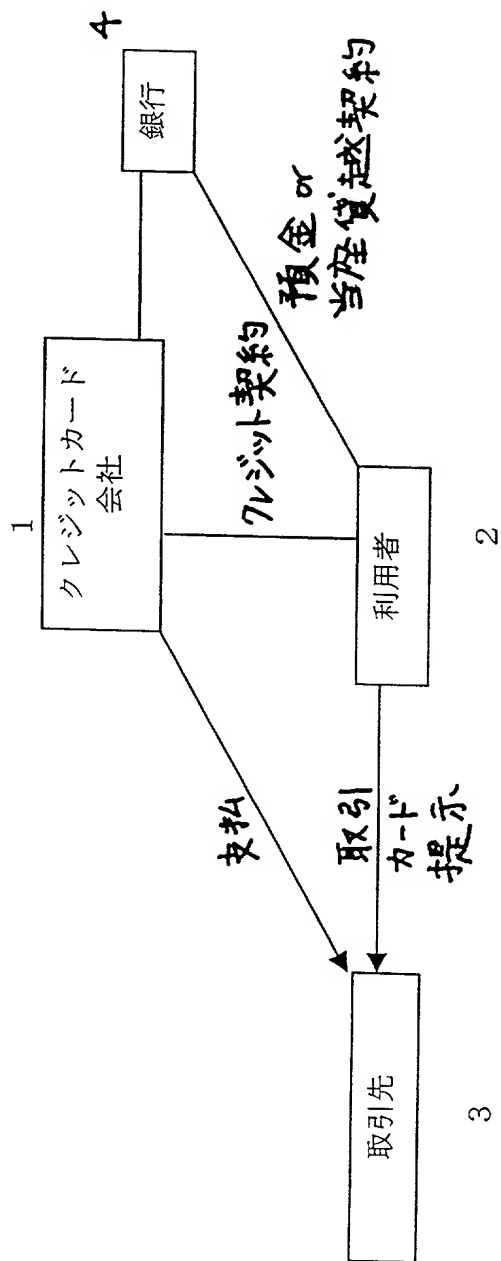 1
クレジットカード
会社
4
銀行
クレジット契約
預金 or
当座貸越契約
支払
取引
カード
提示
取引先
3
利用者
2